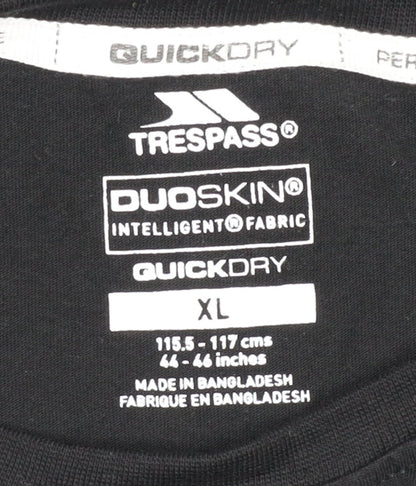 QUICKDRY
PER
TRESPASS®
DUOSKIN®
INTELLIGENT® FABRIC
QUICKDRY
XL
115.5 - 117 cms
44 - 46 inches
MADE IN BANGLADESH
FABRIQUE EN BANGLADESH